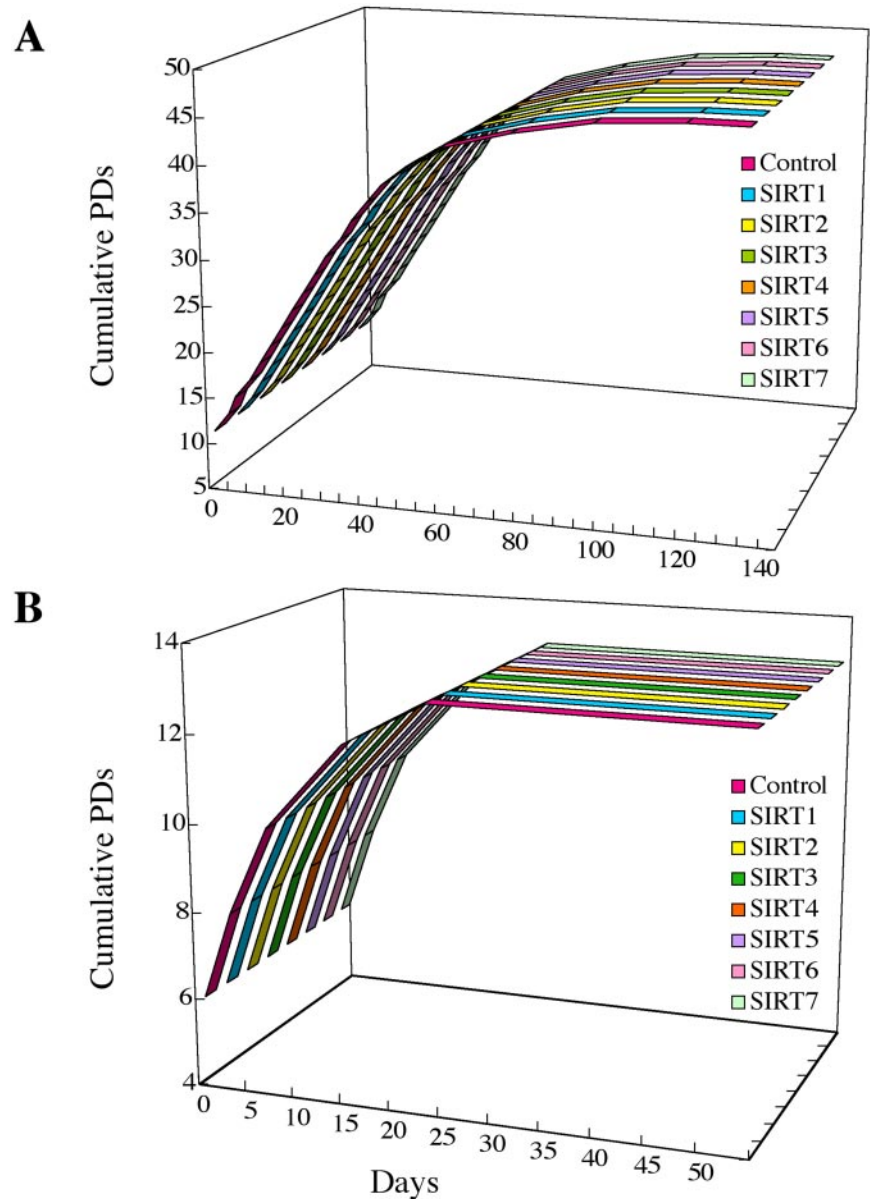 A
Cumulative PDs
50
45
40
35
30
25
20
15
10
5
0 20 40 60 80 100 120 140
Control
SIRT1
SIRT2
SIRT3
SIRT4
SIRT5
SIRT6
SIRT7
B
Cumulative PDs
14
12
10
8
6
4
0 5 10 15 20 25 30 35 40 45 50
Control
SIRT1
SIRT2
SIRT3
SIRT4
SIRT5
SIRT6
SIRT7
Days